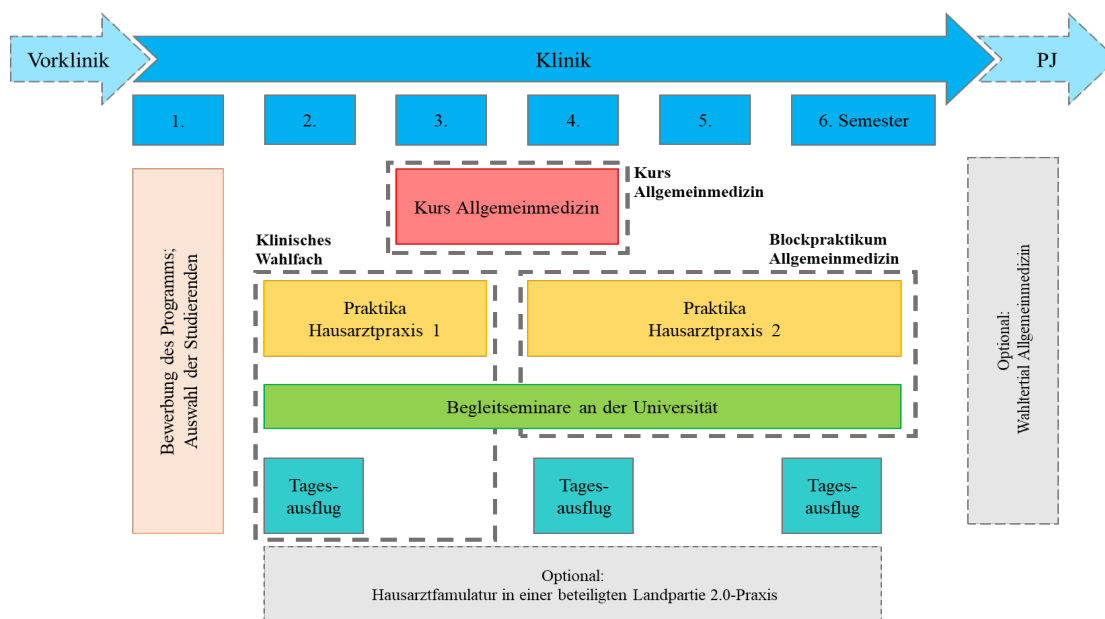 Vorklinik
Klinik
PJ
1.
2.
3.
4.
5.
6. Semester
Bewerbung des Programms;
Auswahl der Studierenden
Kurs Allgemeinmedizin
Kurs
Allgemeinmedizin
Klinisches
Wahlfach
Blockpraktikum
Allgemeinmedizin
Praktika
Hausarztpraxis 1
Praktika
Hausarztpraxis 2
Begleitseminare an der Universität
Tages-
ausflug
Tages-
ausflug
Tages-
ausflug
Optional:
Wahltertial Allgemeinmedizin
Optional:
Hausarztfamulatur in einer beteiligten Landpartie 2.0-Praxis